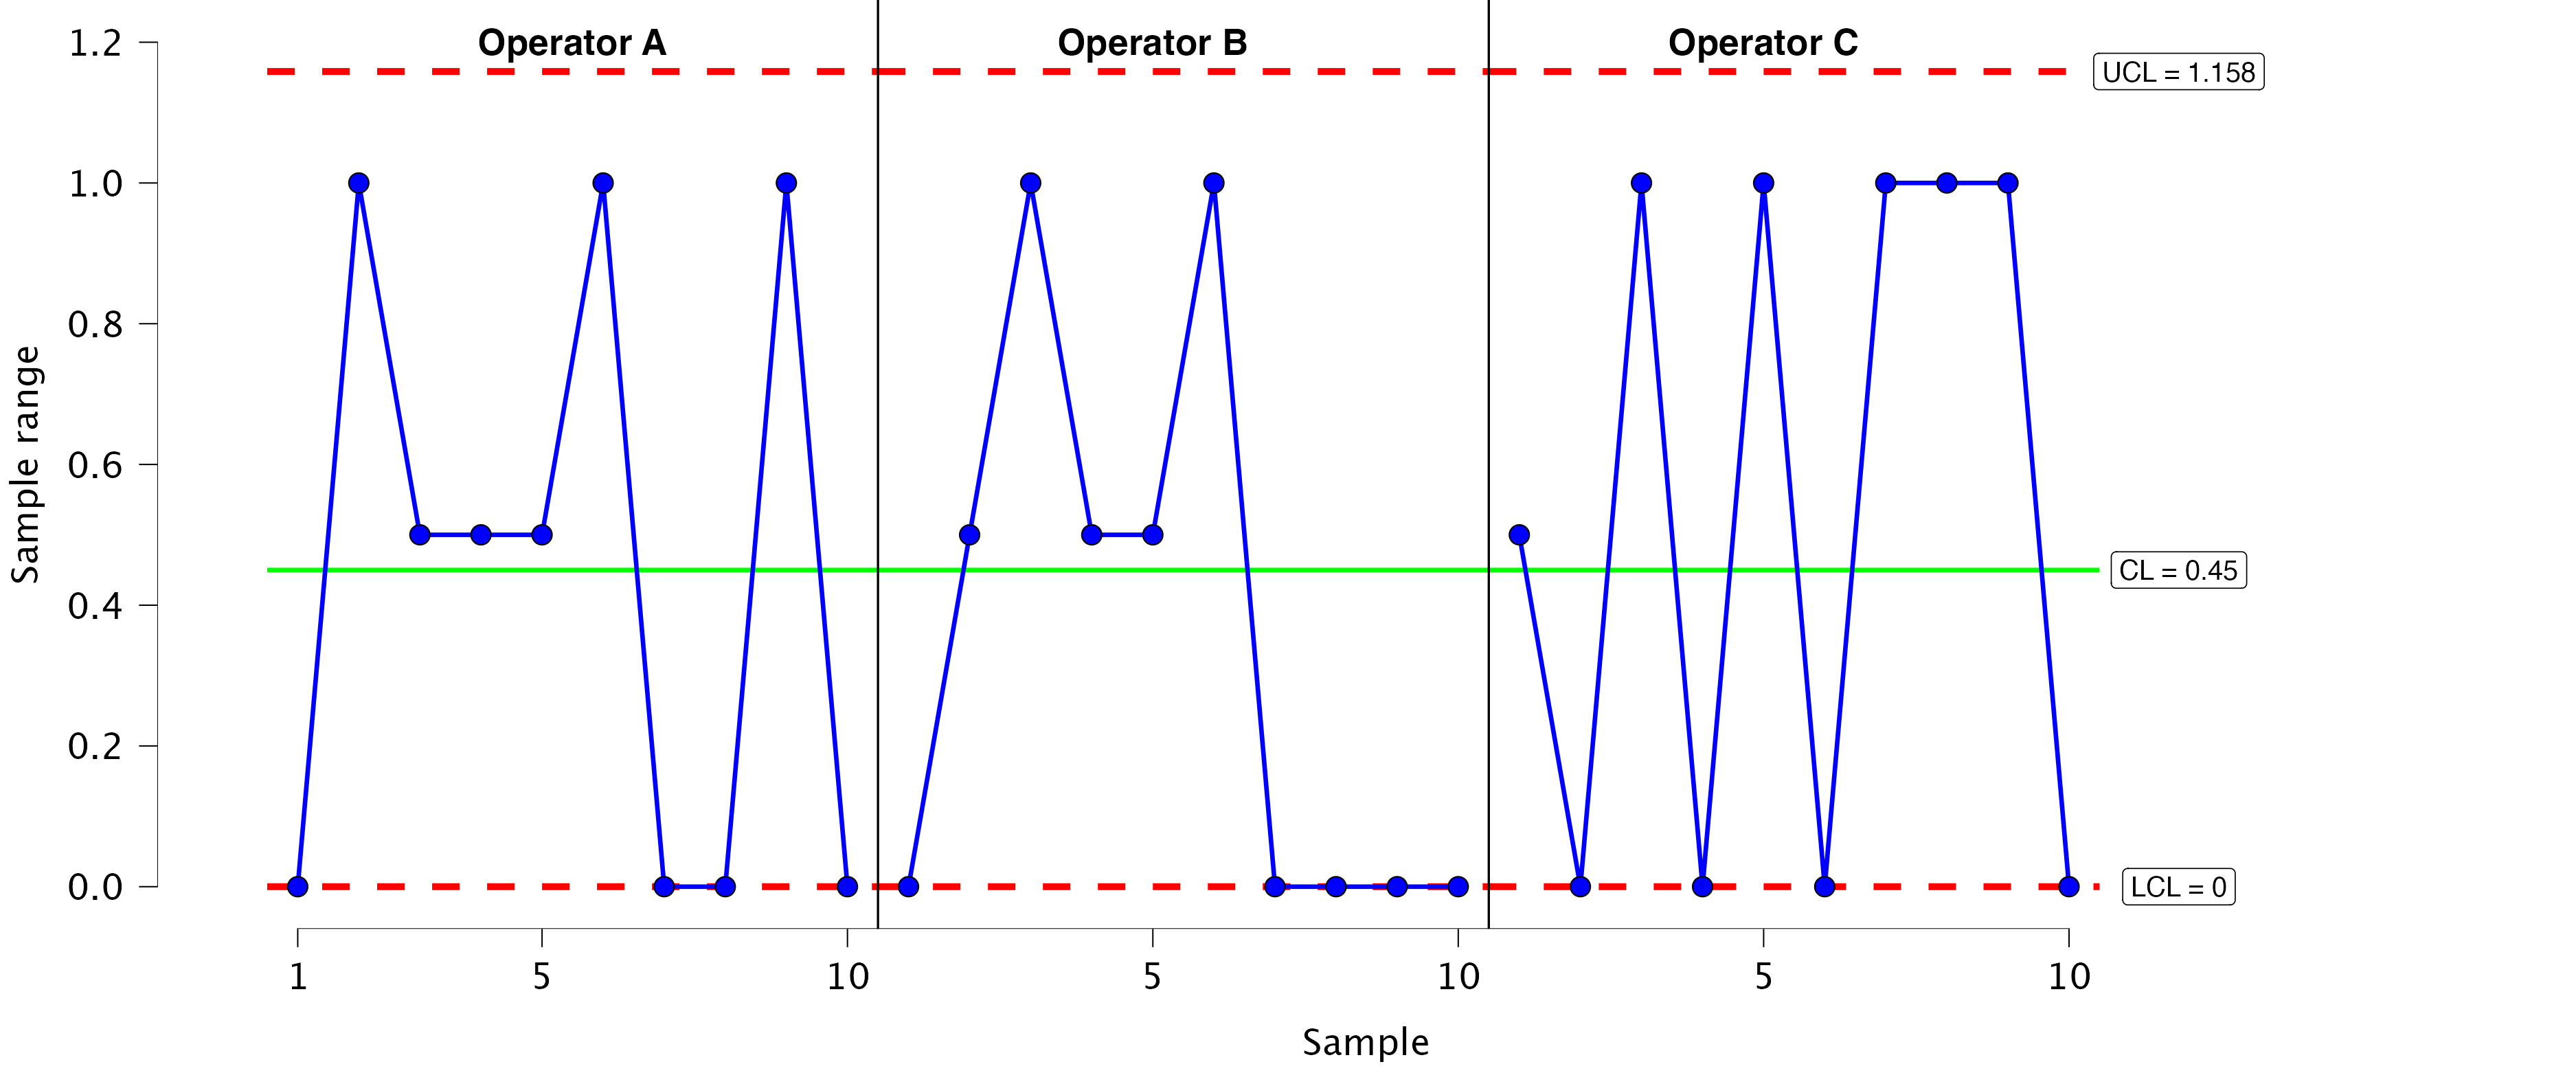 Operator A
Operator B
Operator C
1.2
UCL = 1.158
1.0
0.8
0.6
CL = 0.45
0.4
0.2
0.0
LCL = 0
Sample range
1
5
10
5
10
5
10
Sample